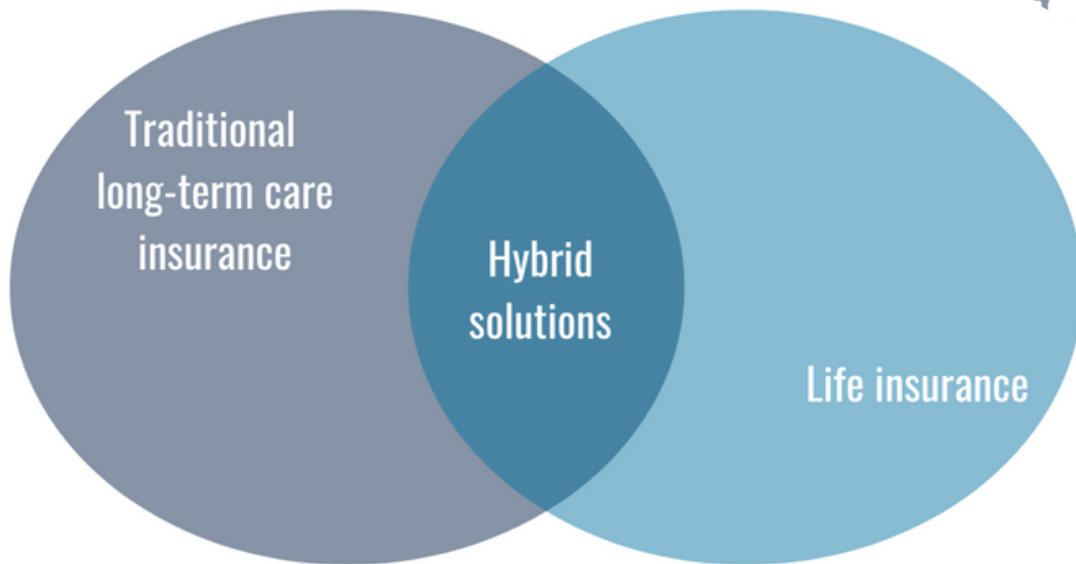 Traditional
long-term care
insurance
Hybrid
solutions
Life insurance